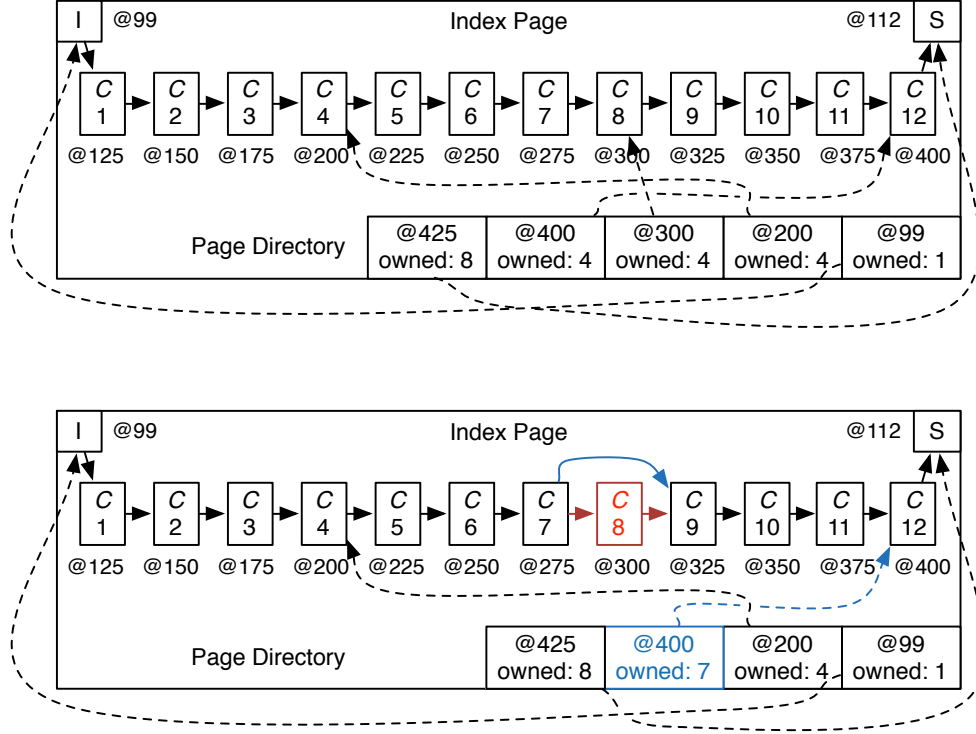 I @99 Index Page @112 S
C C C C C C C C C C C C
1 2 3 4 5 6 7 8 9 10 11 12
@125 @150 @175 @200 @225 @250 @275 @300 @325 @350 @375 @400
Page Directory
@425 @400 @300 @200 @99
owned: 8 owned: 4 owned: 4 owned: 4 owned: 1
I @99 Index Page @112 S
C C C C C C C C C C C C
1 2 3 4 5 6 7 8 9 10 11 12
@125 @150 @175 @200 @225 @250 @275 @300 @325 @350 @375 @400
Page Directory
@425 @400 @200 @99
owned: 8 owned: 7 owned: 4 owned: 1